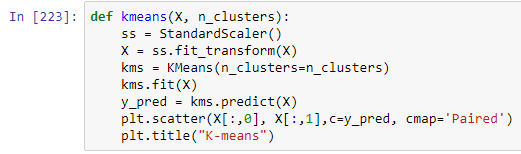 In [223]: def kmeans(X, n_clusters):
    ss = StandardScaler()
    X = ss.fit_transform(X)
    kms = KMeans(n_clusters=n_clusters)
    kms.fit(X)
    y_pred = kms.predict(X)
    plt.scatter(X[:,0], X[:,1],c=y_pred, cmap='Paired')
    plt.title("K-means")